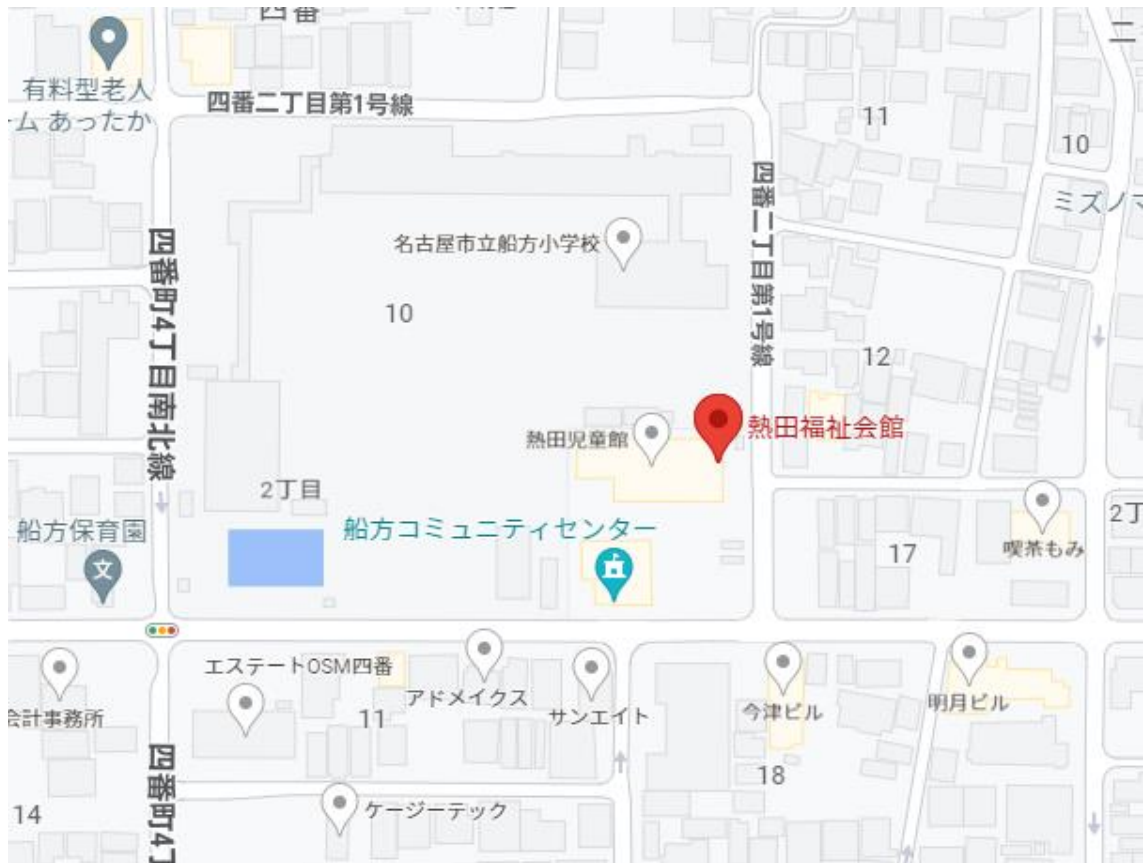 四番
有料型老人
ーム あったか
四番二丁目第1号線
11
10
ミズノマ
四番二丁目第1号線
名古屋市立船方小学校
四番町4丁目南北線
10
12
熱田福祉会館
熱田児童館
2丁目
船方コミュニティセンター
船方保育園
文
17
喫茶もみ
2丁
エステートOSM四番
アドメイクス
サンエイト
今津ビル
明月ビル
会計事務所
11
18
四番町4丁
ケージーテック
14